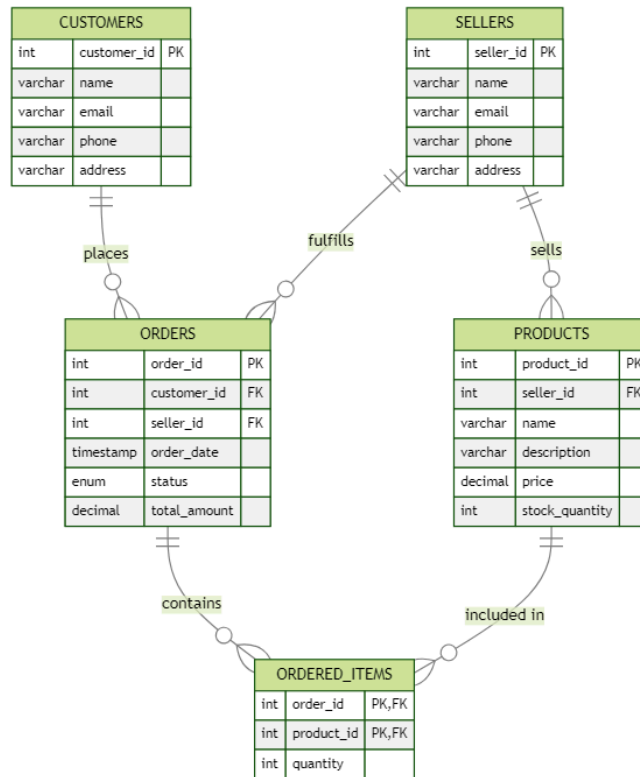 CUSTOMERS
int customer_id PK
varchar name
varchar email
varchar phone
varchar address
SELLERS
int seller_id PK
varchar name
varchar email
varchar phone
varchar address
places
fulfills
sells
ORDERS
int order_id PK
int customer_id FK
int seller_id FK
timestamp order_date
enum status
decimal total_amount
PRODUCTS
int product_id PK
int seller_id FK
varchar name
varchar description
decimal price
int stock_quantity
contains
included in
ORDERED_ITEMS
int order_id PK,FK
int product_id PK,FK
int quantity